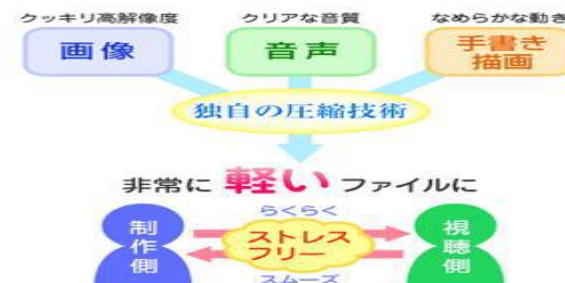 クッキリ高解像度
クリアな音質
なめらかな動き
画像
音声
手書き
描画
独自の圧縮技術
非常に 軽い ファイルに
らくらく
制作側
ストレス
フリー
視聴側
スムーズ